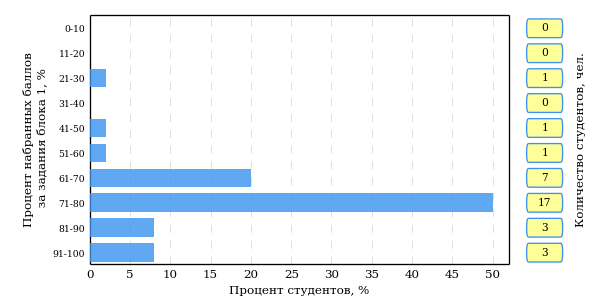 Процент набранных баллов
за задания блока 1, %
0-10 0
11-20 0
21-30 1
31-40 0
41-50 1
51-60 1
61-70 7
71-80 17
81-90 3
91-100 3
0 5 10 15 20 25 30 35 40 45 50
Процент студентов, %
Количество студентов, чел.